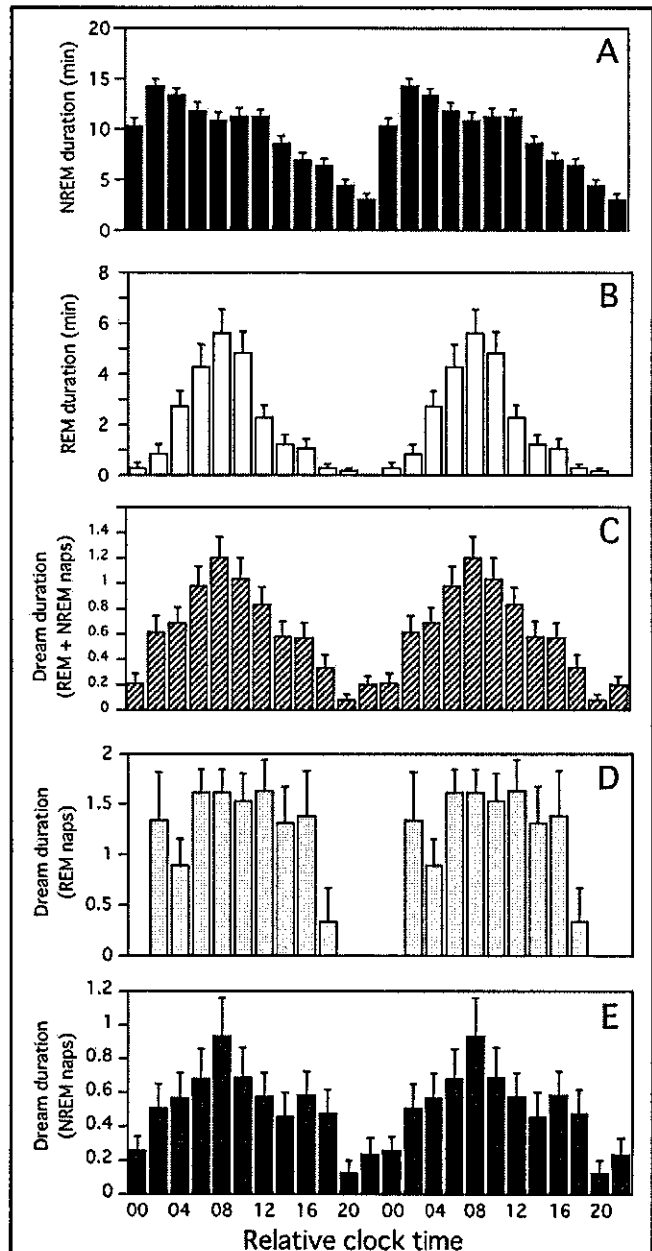 A
NREM duration (min)
20
15
10
5
0
B
REM duration (min)
8
6
4
2
0
C
Dream duration
(REM + NREM naps)
1.4
1.2
1
0.8
0.6
0.4
0.2
0
D
Dream duration
(REM naps)
2
1.5
1
0.5
0
E
Dream duration
(NREM naps)
1.2
1
0.8
0.6
0.4
0.2
0
00 04 08 12 16 20 00 04 08 12 16 20
Relative clock time